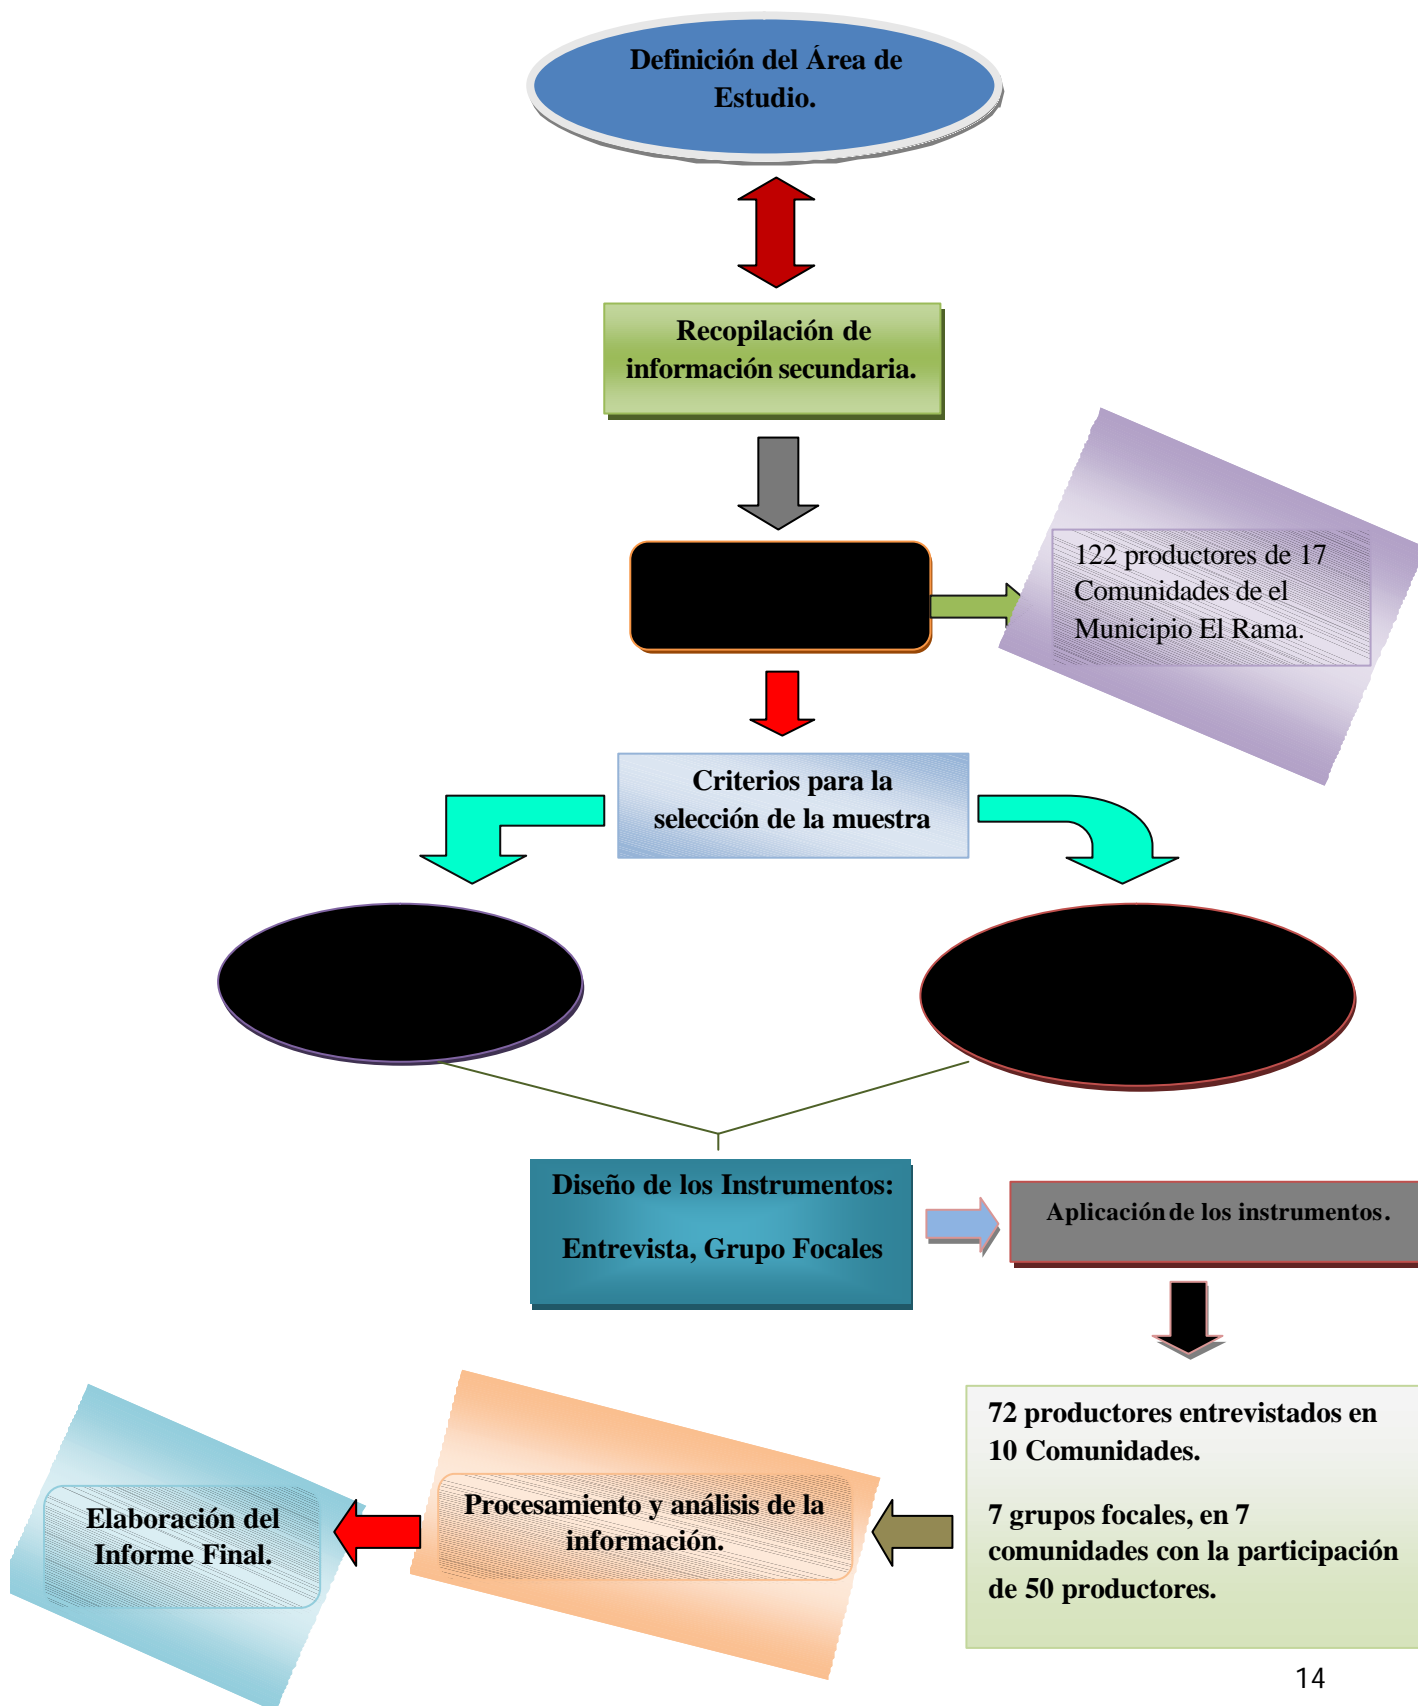 Definición del Área de
Estudio.
Recopilación de
información secundaria.
122 productores de 17
Comunidades de el
Municipio El Rama.
Criterios para la
selección de la muestra
Diseño de los Instrumentos:
Entrevista, Grupo Focales
Aplicación de los instrumentos.
72 productores entrevistados en
10 Comunidades.
7 grupos focales, en 7
comunidades con la participación
de 50 productores.
Procesamiento y análisis de la
información.
Elaboración del
Informe Final.
14